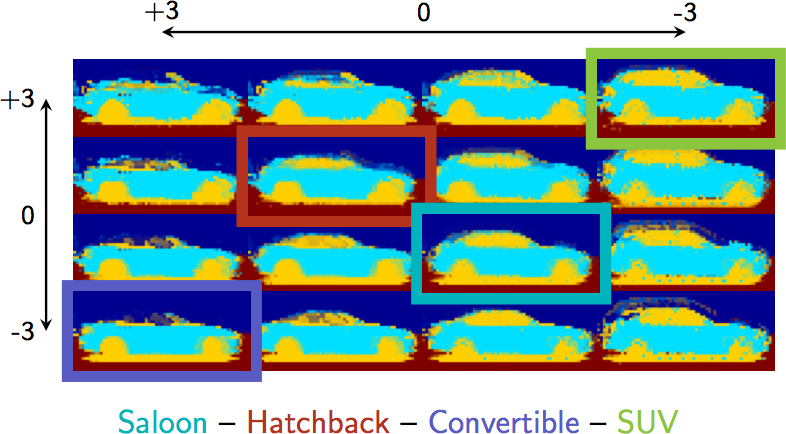 +3 0 -3
+3
0
-3
Saloon – Hatchback – Convertible – SUV